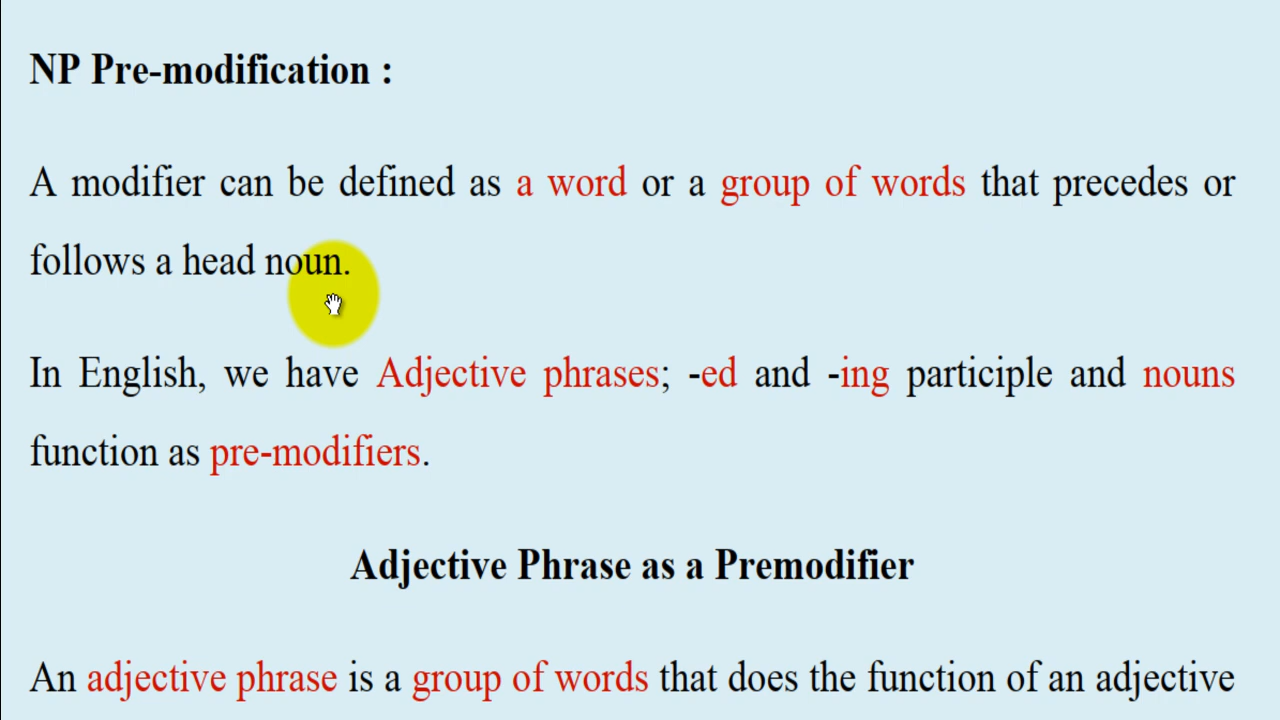 NP Pre-modification :
A modifier can be defined as a word or a group of words that precedes or
follows a head noun.
In English, we have Adjective phrases; -ed and -ing participle and nouns
function as pre-modifiers.
Adjective Phrase as a Premodifier
An adjective phrase is a group of words that does the function of an adjective